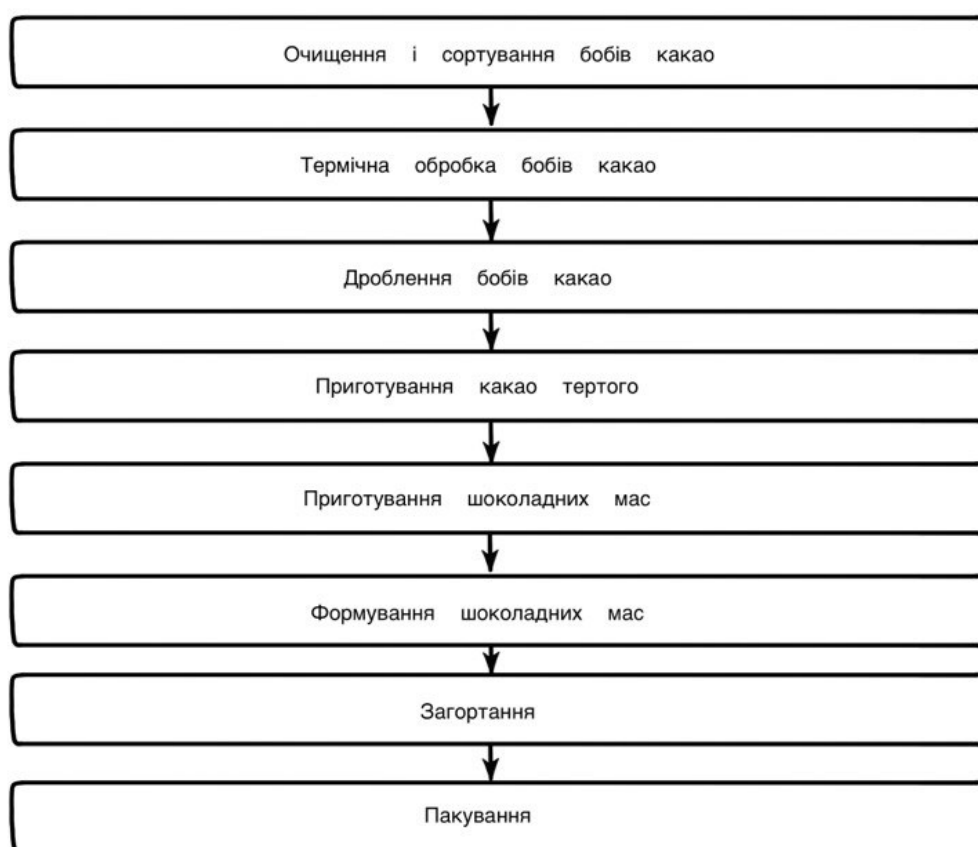 Очищення і сортування бобів какао
Термічна обробка бобів какао
Дроблення бобів какао
Приготування какао тертого
Приготування шоколадних мас
Формування шоколадних мас
Загортання
Пакування